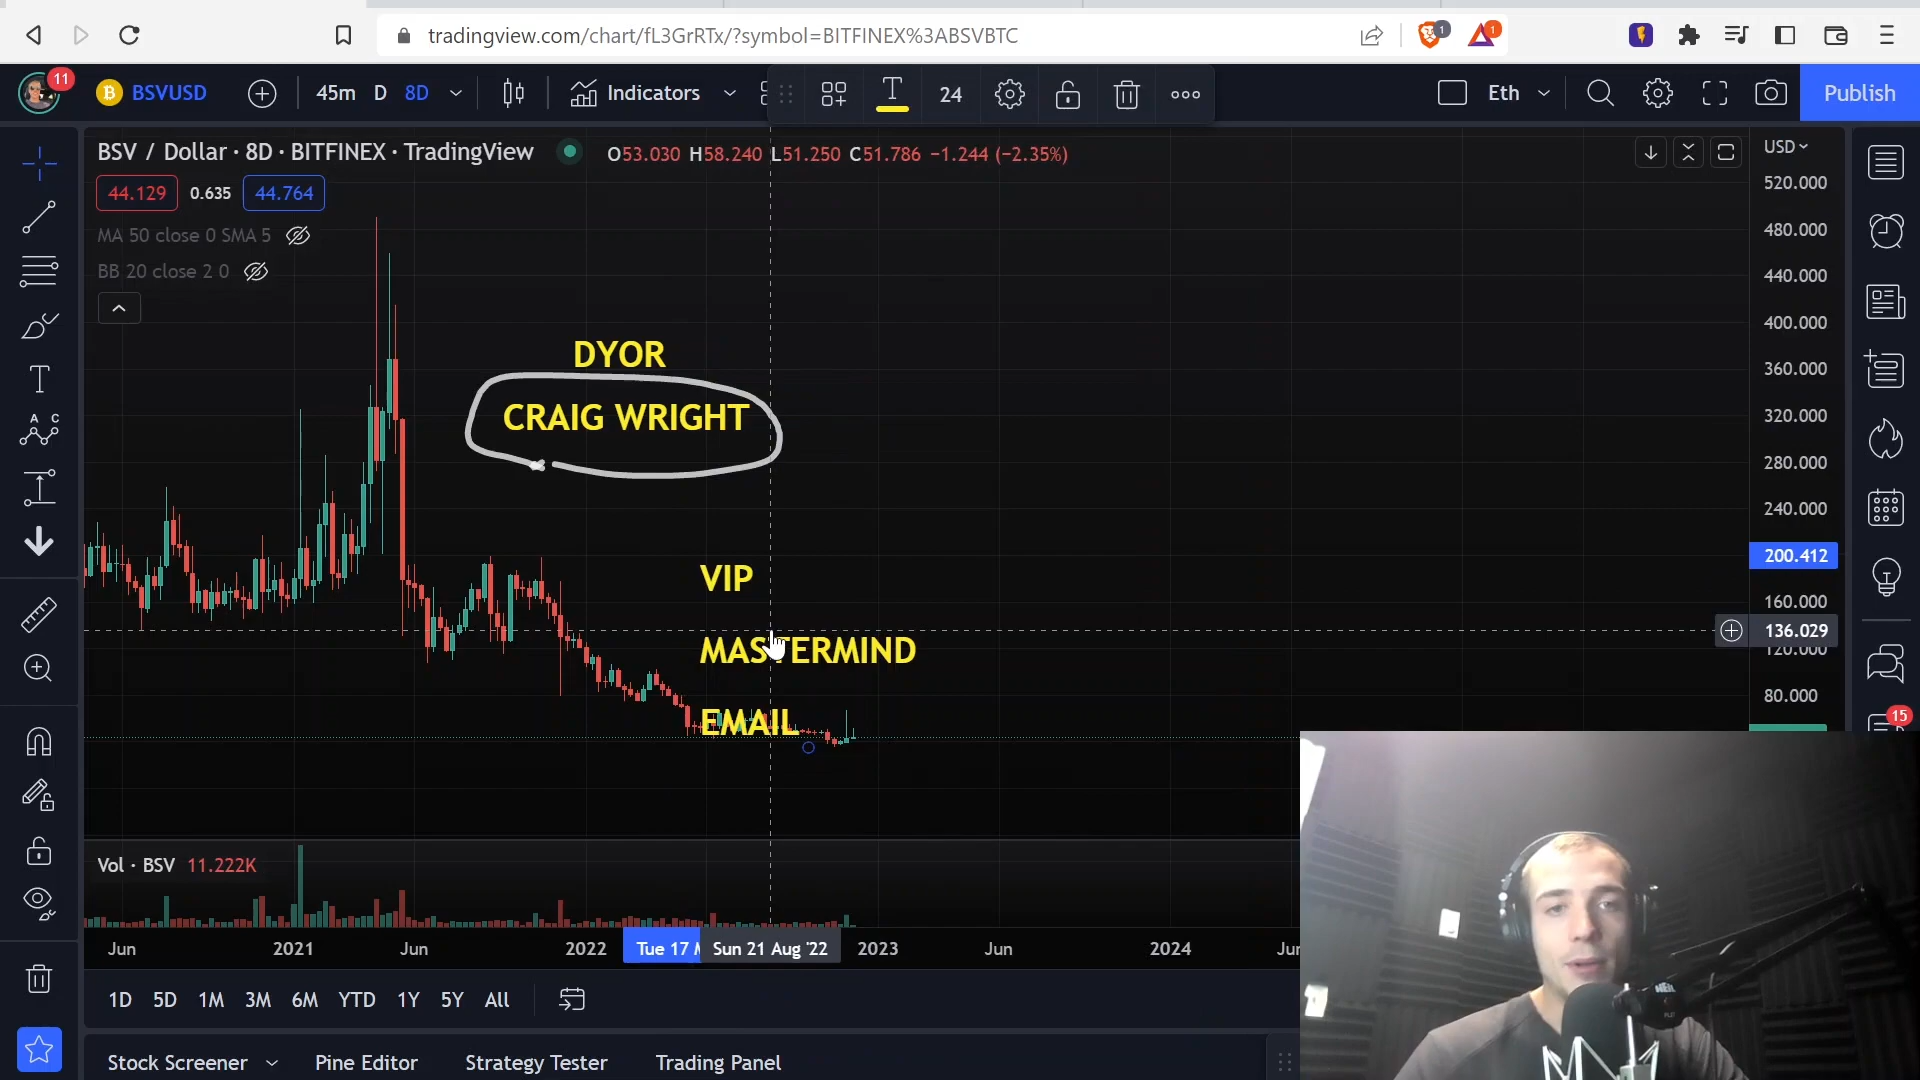 tradingview.com/chart/fL3GrRTx/?symbol=BITFINEX%3ABSVBTC
1
1
11
BSVUSD
45m D 8D
Indicators
24
Eth
Publish
BSV / Dollar · 8D · BITFINEX · TradingView
O53.030 H58.240 L51.250 C51.786 −1.244 (−2.35%)
USD
44.129 0.635 44.764
MA 50 close 0 SMA 5
BB 20 close 2 0
520.000
480.000
440.000
400.000
360.000
320.000
280.000
240.000
200.412
160.000
136.029
120.000
80.000
DYOR
CRAIG WRIGHT
VIP
MASTERMIND
EMAIL
A C
15
Vol · BSV 11.222K
Jun 2021 Jun 2022 Tue 17 Sun 21 Aug '22 2023 Jun 2024
1D 5D 1M 3M 6M YTD 1Y 5Y All
Stock Screener Pine Editor Strategy Tester Trading Panel